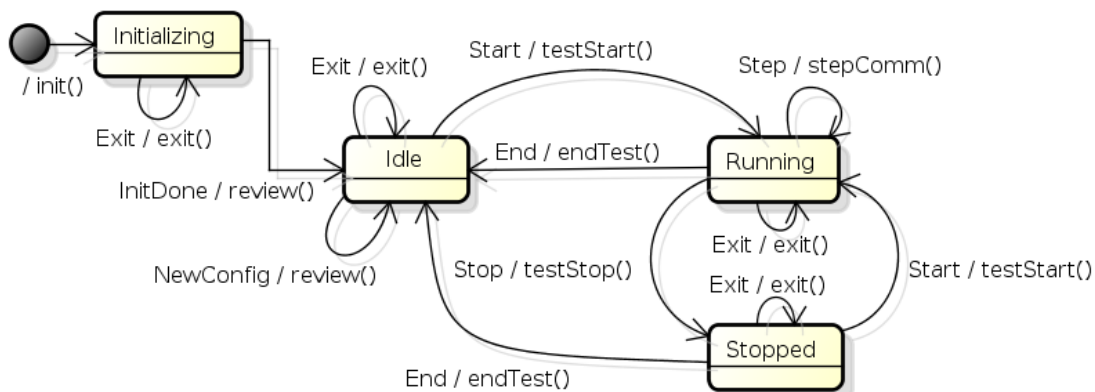 Initializing
/ init()
Exit / exit()
InitDone / review()
Exit / exit()
Idle
NewConfig / review()
Start / testStart()
End / endTest()
Step / stepComm()
Running
Exit / exit()
Stop / testStop()
Start / testStart()
Exit / exit()
Stopped
End / endTest()